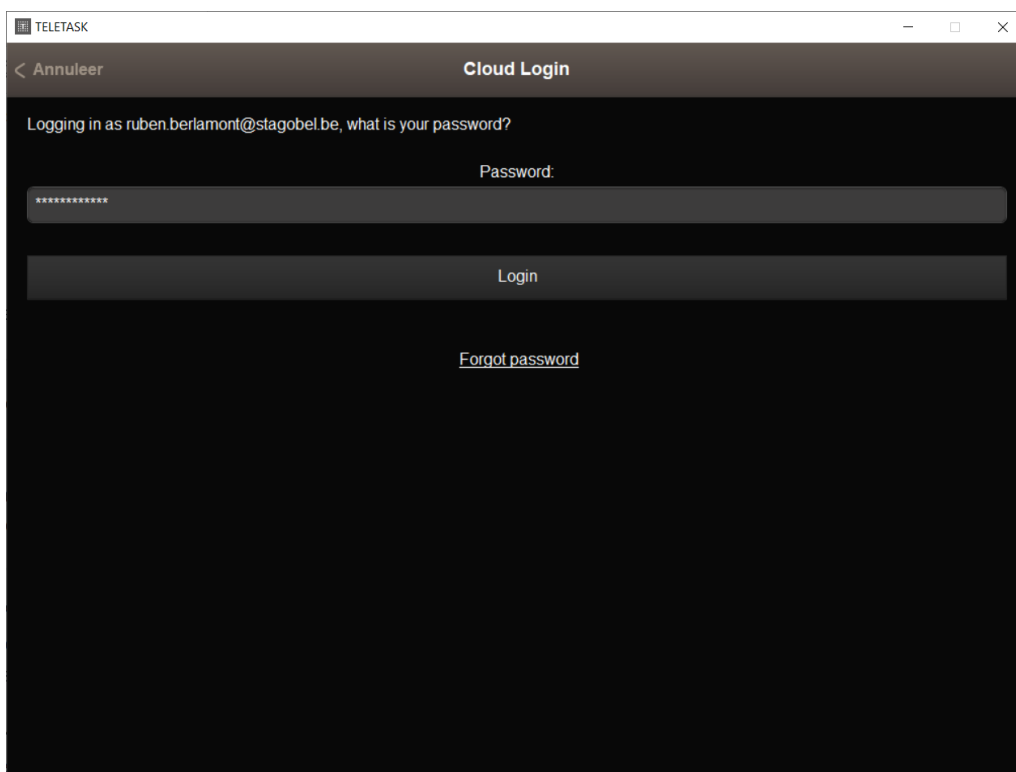 TELETASK
< Annuleer
Cloud Login
Logging in as ruben.berlamont@stagobel.be, what is your password?
Password:
************
Login
Forgot password